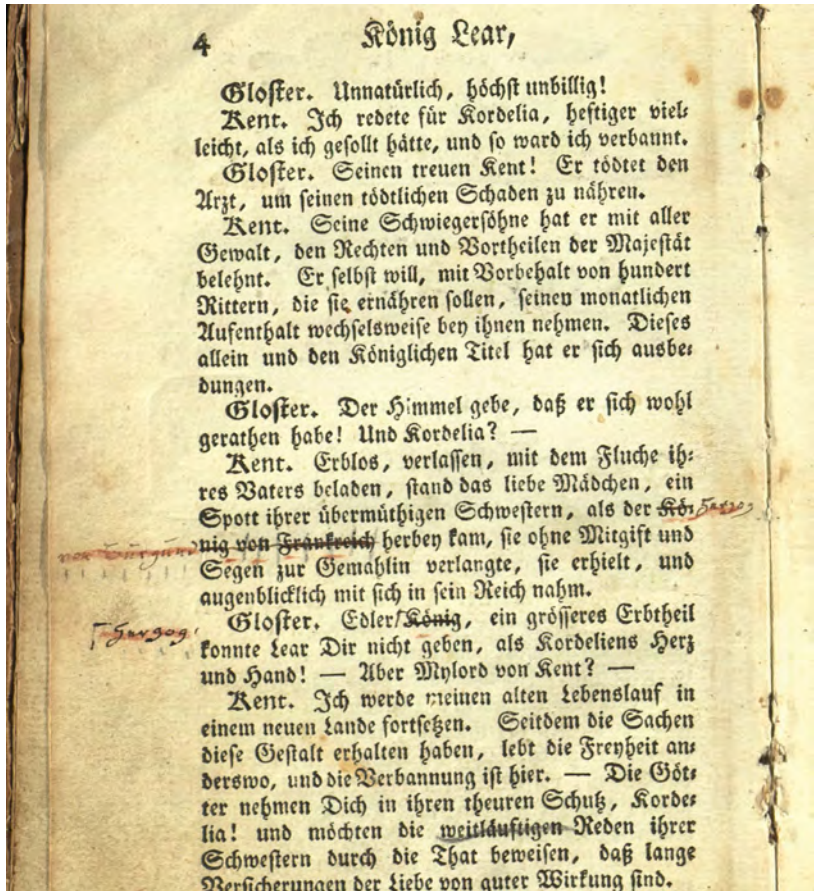 4 König Lear,
Gloster. Unnatürlich, höchst unbillig!
Kent. Ich redete für Kordelia, heftiger viel-
leicht, als ich gesollt hätte, und so ward ich verbannt.
Gloster. Seinen treuen Kent! Er tödtet den
Arzt, um seinen tödtlichen Schaden zu nähren.
Kent. Seine Schwiegersöhne hat er mit aller
Gewalt, den Rechten und Vortheilen der Majestät
belehnt. Er selbst will, mit Vorbehalt von hundert
Rittern, die sie ernähren sollen, seinen monatlichen
Aufenthalt wechselsweise bey ihnen nehmen. Dieses
allein und den Königlichen Titel hat er sich ausbe-
dungen.
Gloster. Der Himmel gebe, daß er sich wohl
gerathen habe! Und Kordelia? —
Kent. Erblos, verlassen, mit dem Fluche ih-
res Vaters beladen, stand das liebe Mädchen, ein
Spott ihrer übermüthigen Schwestern, als der Kö- Herzog
von Burgund nig von Frankreich herbey kam, sie ohne Mitgift und
Segen zur Gemahlin verlangte, sie erhielt, und
augenblicklich mit sich in sein Reich nahm.
Gloster. Edler König, ein grösseres Erbtheil
Herzog! konnte Lear Dir nicht geben, als Kordeliens Herz
und Hand! — Aber Mylord von Kent? —
Kent. Ich werde meinen alten Lebenslauf in
einem neuen Lande fortsetzen. Seitdem die Sachen
diese Gestalt erhalten haben, lebt die Freyheit an-
derswo, und die Verbannung ist hier. — Die Göt-
ter nehmen Dich in ihren theuren Schutz, Korde-
lia! und möchten die weitläuftigen Reden ihrer
Schwestern durch die That beweisen, daß lange
Versicherungen der Liebe von guter Wirkung sind.